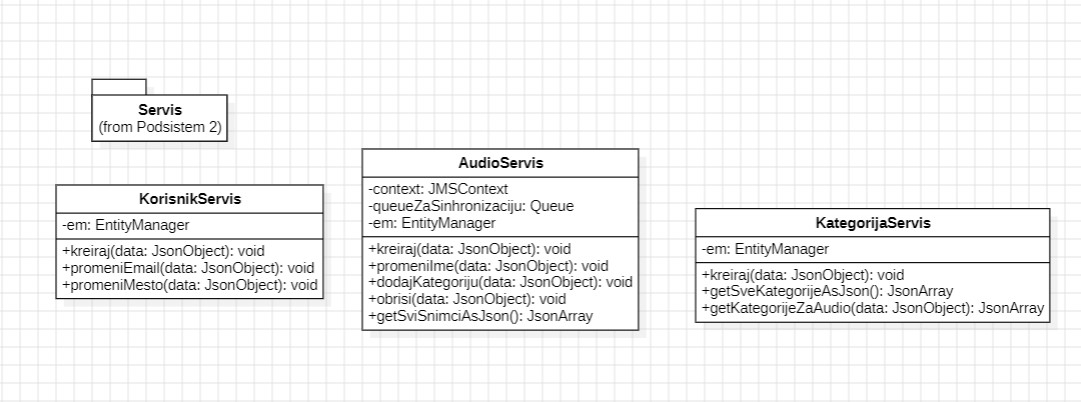 Servis
(from Podsistem 2)
KorisnikServis
-em: EntityManager
+kreiraj(data: JsonObject): void
+promeniEmail(data: JsonObject): void
+promeniMesto(data: JsonObject): void
AudioServis
-context: JMSContext
-queueZaSinhronizaciju: Queue
-em: EntityManager
+kreiraj(data: JsonObject): void
+promeniIme(data: JsonObject): void
+dodajKategoriju(data: JsonObject): void
+obrisi(data: JsonObject): void
+getSviSnimciAsJson(): JsonArray
KategorijaServis
-em: EntityManager
+kreiraj(data: JsonObject): void
+getSveKategorijeAsJson(): JsonArray
+getKategorijeZaAudio(data: JsonObject): JsonArray